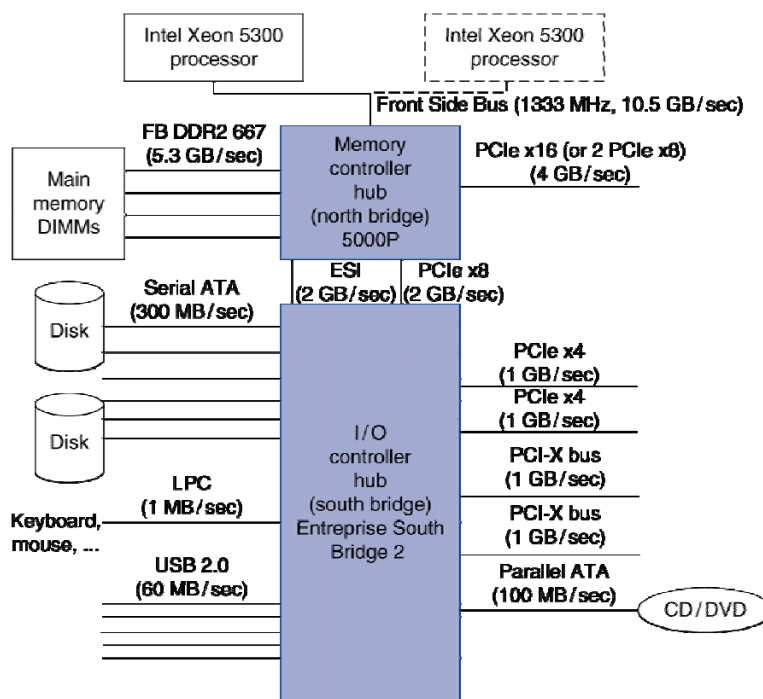 Intel Xeon 5300
processor
Intel Xeon 5300
processor
Front Side Bus (1333 MHz, 10.5 GB/sec)
FB DDR2 667
(5.3 GB/sec)
Main
memory
DIMMs
Memory
controller
hub
(north bridge)
5000P
PCIe x16 (or 2 PCIe x8)
(4 GB/sec)
ESI
(2 GB/sec)
PCIe x8
(2 GB/sec)
Serial ATA
(300 MB/sec)
Disk
Disk
LPC
(1 MB/sec)
Keyboard,
mouse, ...
USB 2.0
(60 MB/sec)
I/O
controller
hub
(south bridge)
Entreprise South
Bridge 2
PCIe x4
(1 GB/sec)
PCIe x4
(1 GB/sec)
PCI-X bus
(1 GB/sec)
PCI-X bus
(1 GB/sec)
Parallel ATA
(100 MB/sec)
CD/DVD